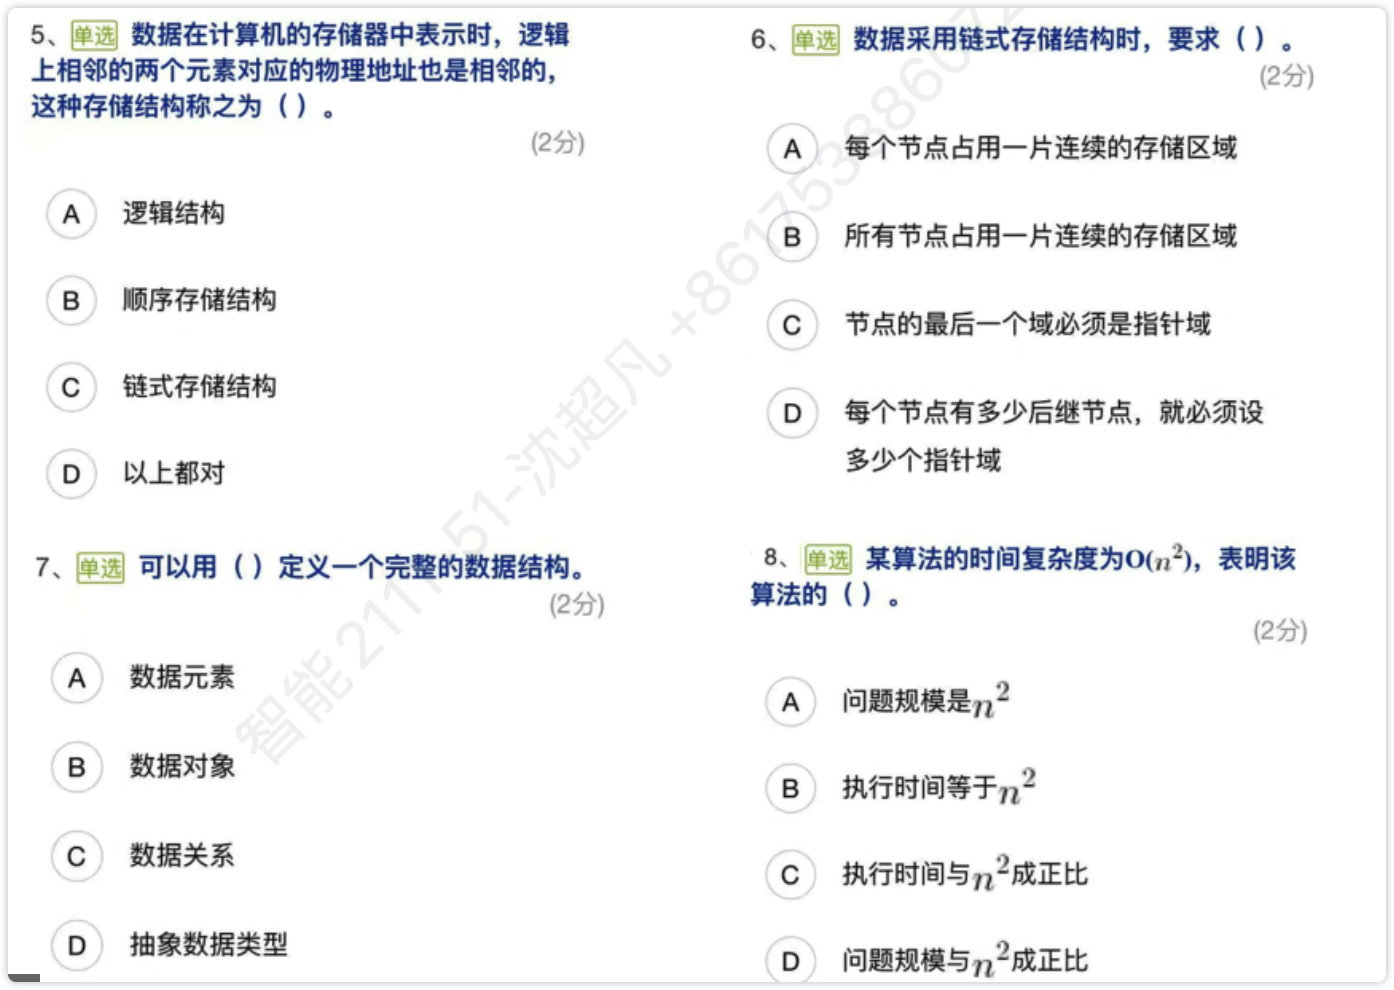 5、 单选 数据在计算机的存储器中表示时，逻辑
上相邻的两个元素对应的物理地址也是相邻的，
这种存储结构称之为（ ）。
(2分)
A 逻辑结构
B 顺序存储结构
C 链式存储结构
D 以上都对
6、 单选 数据采用链式存储结构时，要求（ ）。
(2分)
A 每个节点占用一片连续的存储区域
B 所有节点占用一片连续的存储区域
C 节点的最后一个域必须是指针域
D 每个节点有多少后继节点，就必须设
多少个指针域
7、 单选 可以用（ ）定义一个完整的数据结构。
(2分)
A 数据元素
B 数据对象
C 数据关系
D 抽象数据类型
8、 单选 某算法的时间复杂度为O(n²)，表明该
算法的（ ）。
(2分)
A 问题规模是n²
B 执行时间等于n²
C 执行时间与n²成正比
D 问题规模与n²成正比